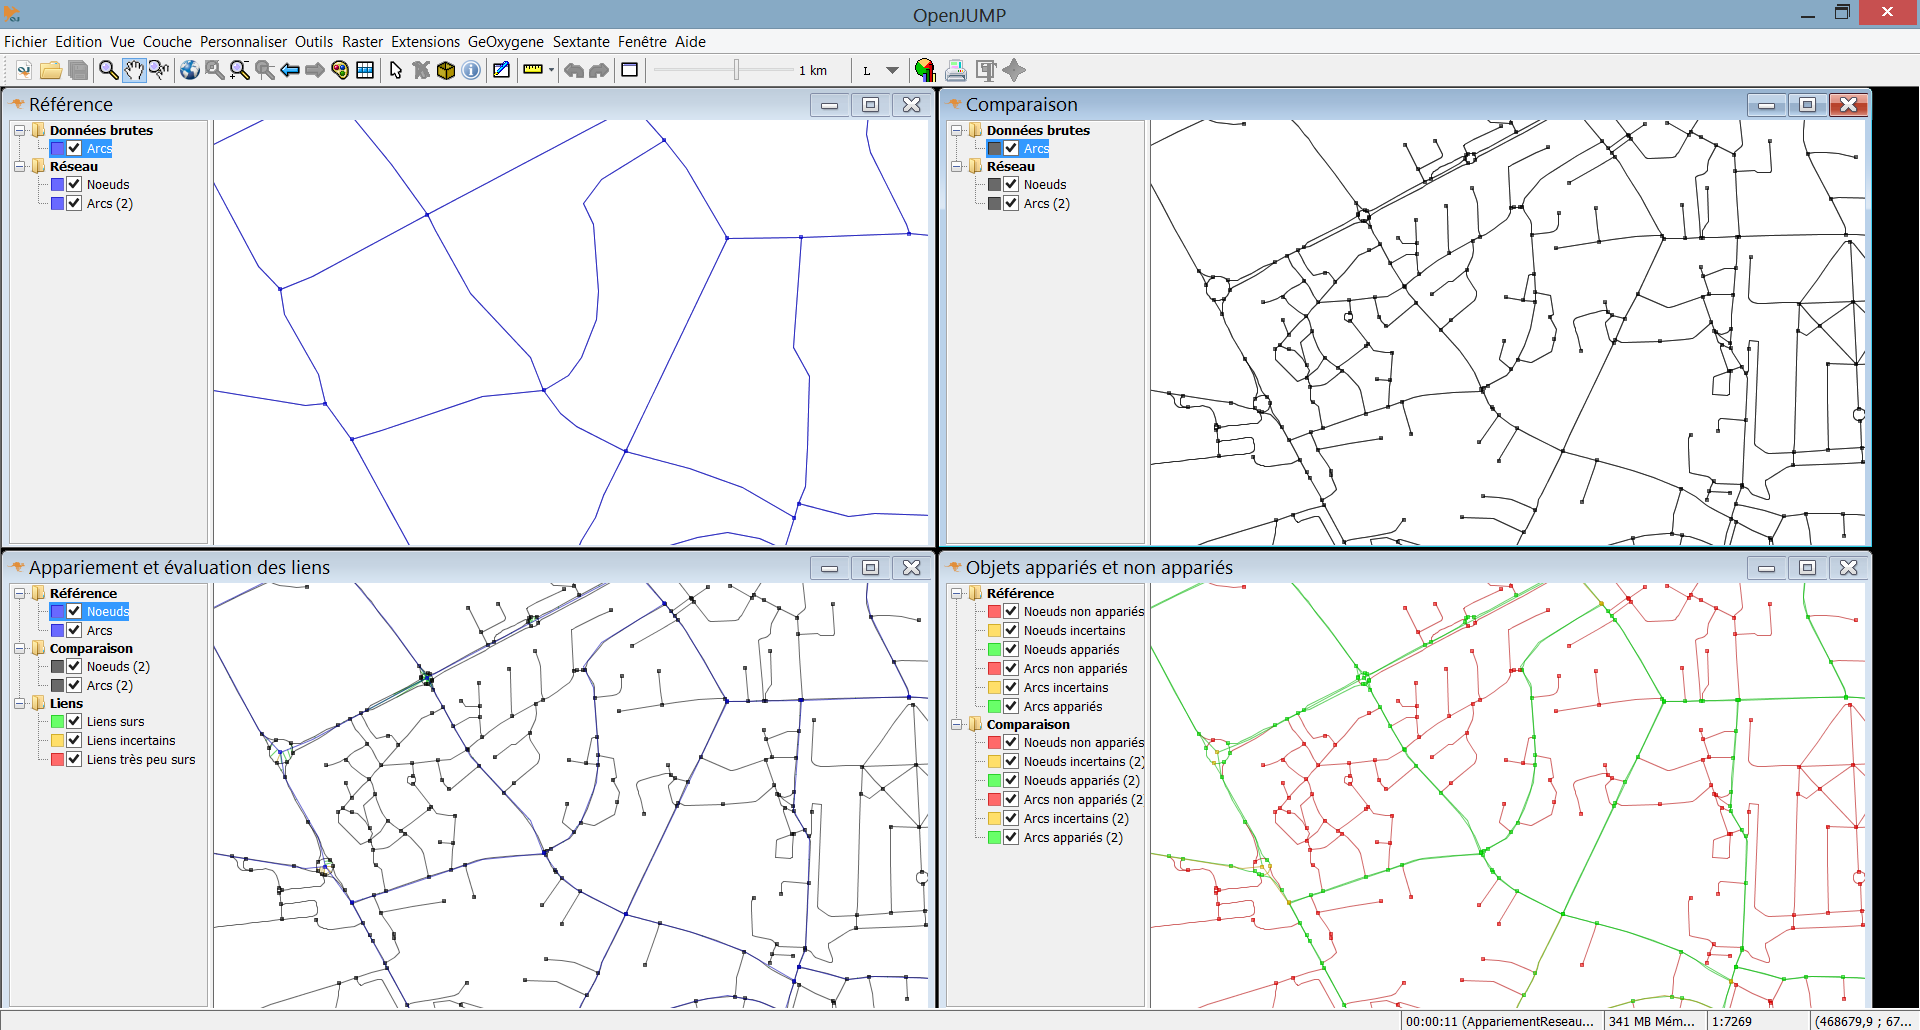 OpenJUMP
Fichier Edition Vue Couche Personnaliser Outils Raster Extensions GeOxygene Sextante Fenêtre Aide
1 km L
Référence
Données brutes
Arcs
Réseau
Noeuds
Arcs (2)
Comparaison
Données brutes
Arcs
Réseau
Noeuds
Arcs (2)
Appariement et évaluation des liens
Référence
Noeuds
Arcs
Comparaison
Noeuds (2)
Arcs (2)
Liens
Liens surs
Liens incertains
Liens très peu surs
Objets appariés et non appariés
Référence
Noeuds non appariés
Noeuds incertains
Noeuds appariés
Arcs non appariés
Arcs incertains
Arcs appariés
Comparaison
Noeuds non appariés
Noeuds incertains (2)
Noeuds appariés (2)
Arcs non appariés (2
Arcs incertains (2)
Arcs appariés (2)
00:00:11 (AppariementReseau... 341 MB Mém... 1:7269 (468679,9 ; 67...